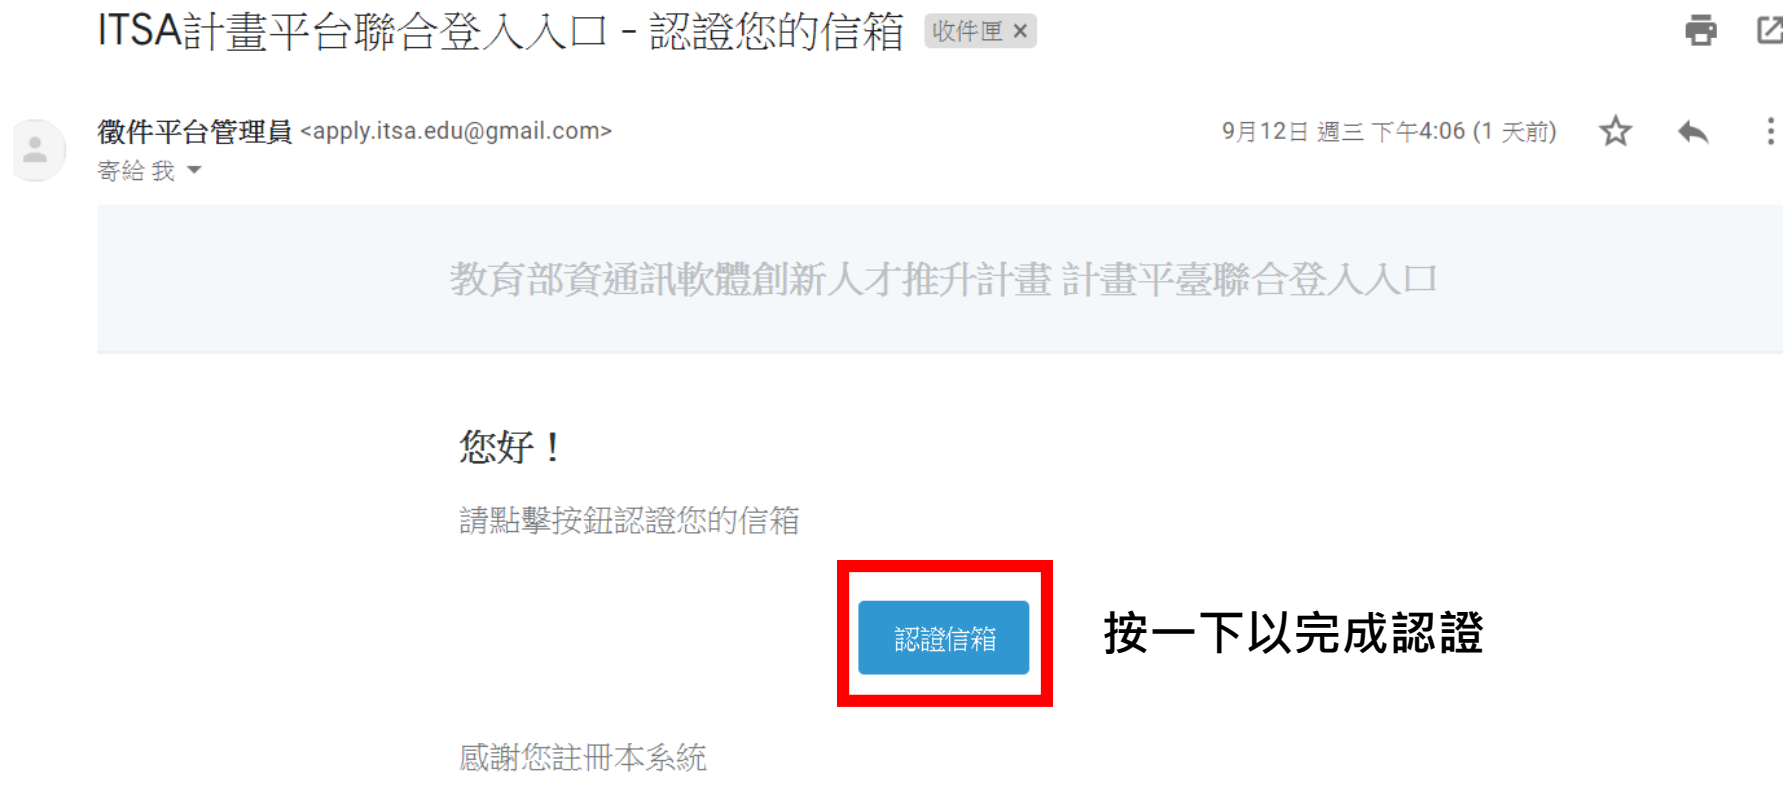 ITSA計畫平台聯合登入入口 - 認證您的信箱 收件匣 ×
徵件平台管理員 <apply.itsa.edu@gmail.com> 9月12日 週三 下午4:06 (1 天前)
寄給 我
教育部資通訊軟體創新人才推升計畫 計畫平臺聯合登入入口
您好！
請點擊按鈕認證您的信箱
認證信箱
按一下以完成認證
感謝您註冊本系統